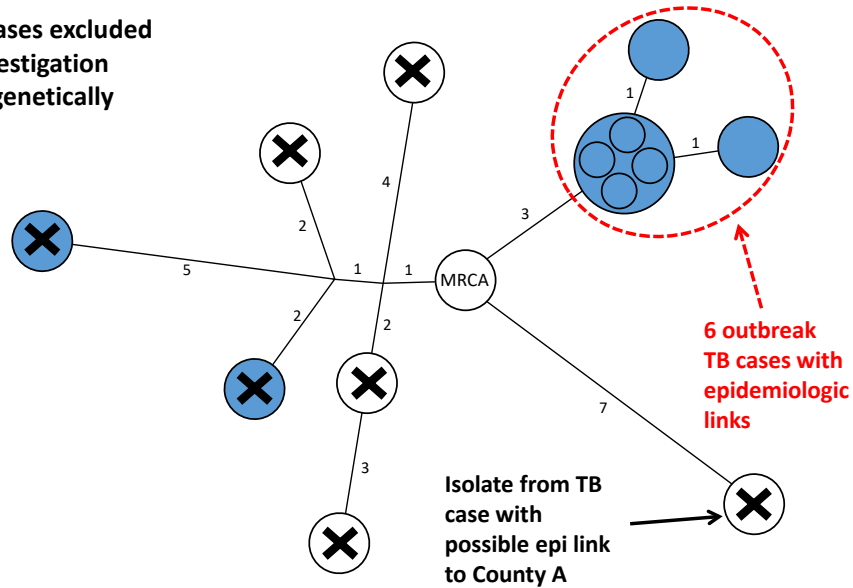 ases excluded
estigation
genetically
4
2
5
1
1
2
2
3
MRCA
3
1
1
7
6 outbreak
TB cases with
epidemiologic
links
Isolate from TB
case with
possible epi link
to County A